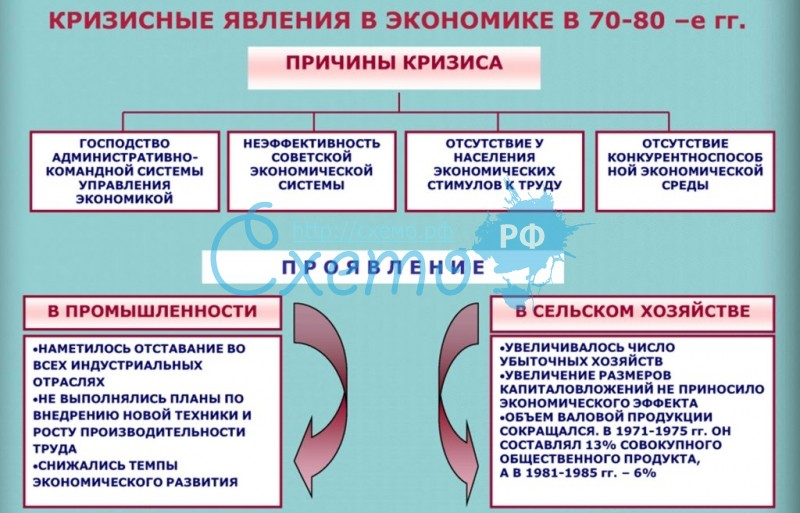 КРИЗИСНЫЕ ЯВЛЕНИЯ В ЭКОНОМИКЕ В 70-80 –е гг.
ПРИЧИНЫ КРИЗИСА
ГОСПОДСТВО
АДМИНИСТРАТИВНО-
КОМАНДНОЙ СИСТЕМЫ
УПРАВЛЕНИЯ
ЭКОНОМИКОЙ
НЕЭФФЕКТИВНОСТЬ
СОВЕТСКОЙ
ЭКОНОМИЧЕСКОЙ
СИСТЕМЫ
ОТСУТСТВИЕ У
НАСЕЛЕНИЯ
ЭКОНОМИЧЕСКИХ
СТИМУЛОВ К ТРУДУ
ОТСУТСТВИЕ
КОНКУРЕНТНОСПОСОБ
НОЙ ЭКОНОМИЧЕСКОЙ
СРЕДЫ
http://схемо.рф
Схемо
РФ
ПРОЯВЛЕНИЕ
В ПРОМЫШЛЕННОСТИ
•НАМЕТИЛОСЬ ОТСТАВАНИЕ ВО
ВСЕХ ИНДУСТРИАЛЬНЫХ
ОТРАСЛЯХ
•НЕ ВЫПОЛНЯЛИСЬ ПЛАНЫ ПО
ВНЕДРЕНИЮ НОВОЙ ТЕХНИКИ И
РОСТУ ПРОИЗВОДИТЕЛЬНОСТИ
ТРУДА
•СНИЖАЛИСЬ ТЕМПЫ
ЭКОНОМИЧЕСКОГО РАЗВИТИЯ
В СЕЛЬСКОМ ХОЗЯЙСТВЕ
•УВЕЛИЧИВАЛОСЬ ЧИСЛО
УБЫТОЧНЫХ ХОЗЯЙСТВ
•УВЕЛИЧЕНИЕ РАЗМЕРОВ
КАПИТАЛОВЛОЖЕНИЙ НЕ ПРИНОСИЛО
ЭКОНОМИЧЕСКОГО ЭФФЕКТА
•ОБЪЕМ ВАЛОВОЙ ПРОДУКЦИИ
СОКРАЩАЛСЯ. В 1971-1975 гг. ОН
СОСТАВЛЯЛ 13% СОВОКУПНОГО
ОБЩЕСТВЕННОГО ПРОДУКТА,
А В 1981-1985 гг. – 6%